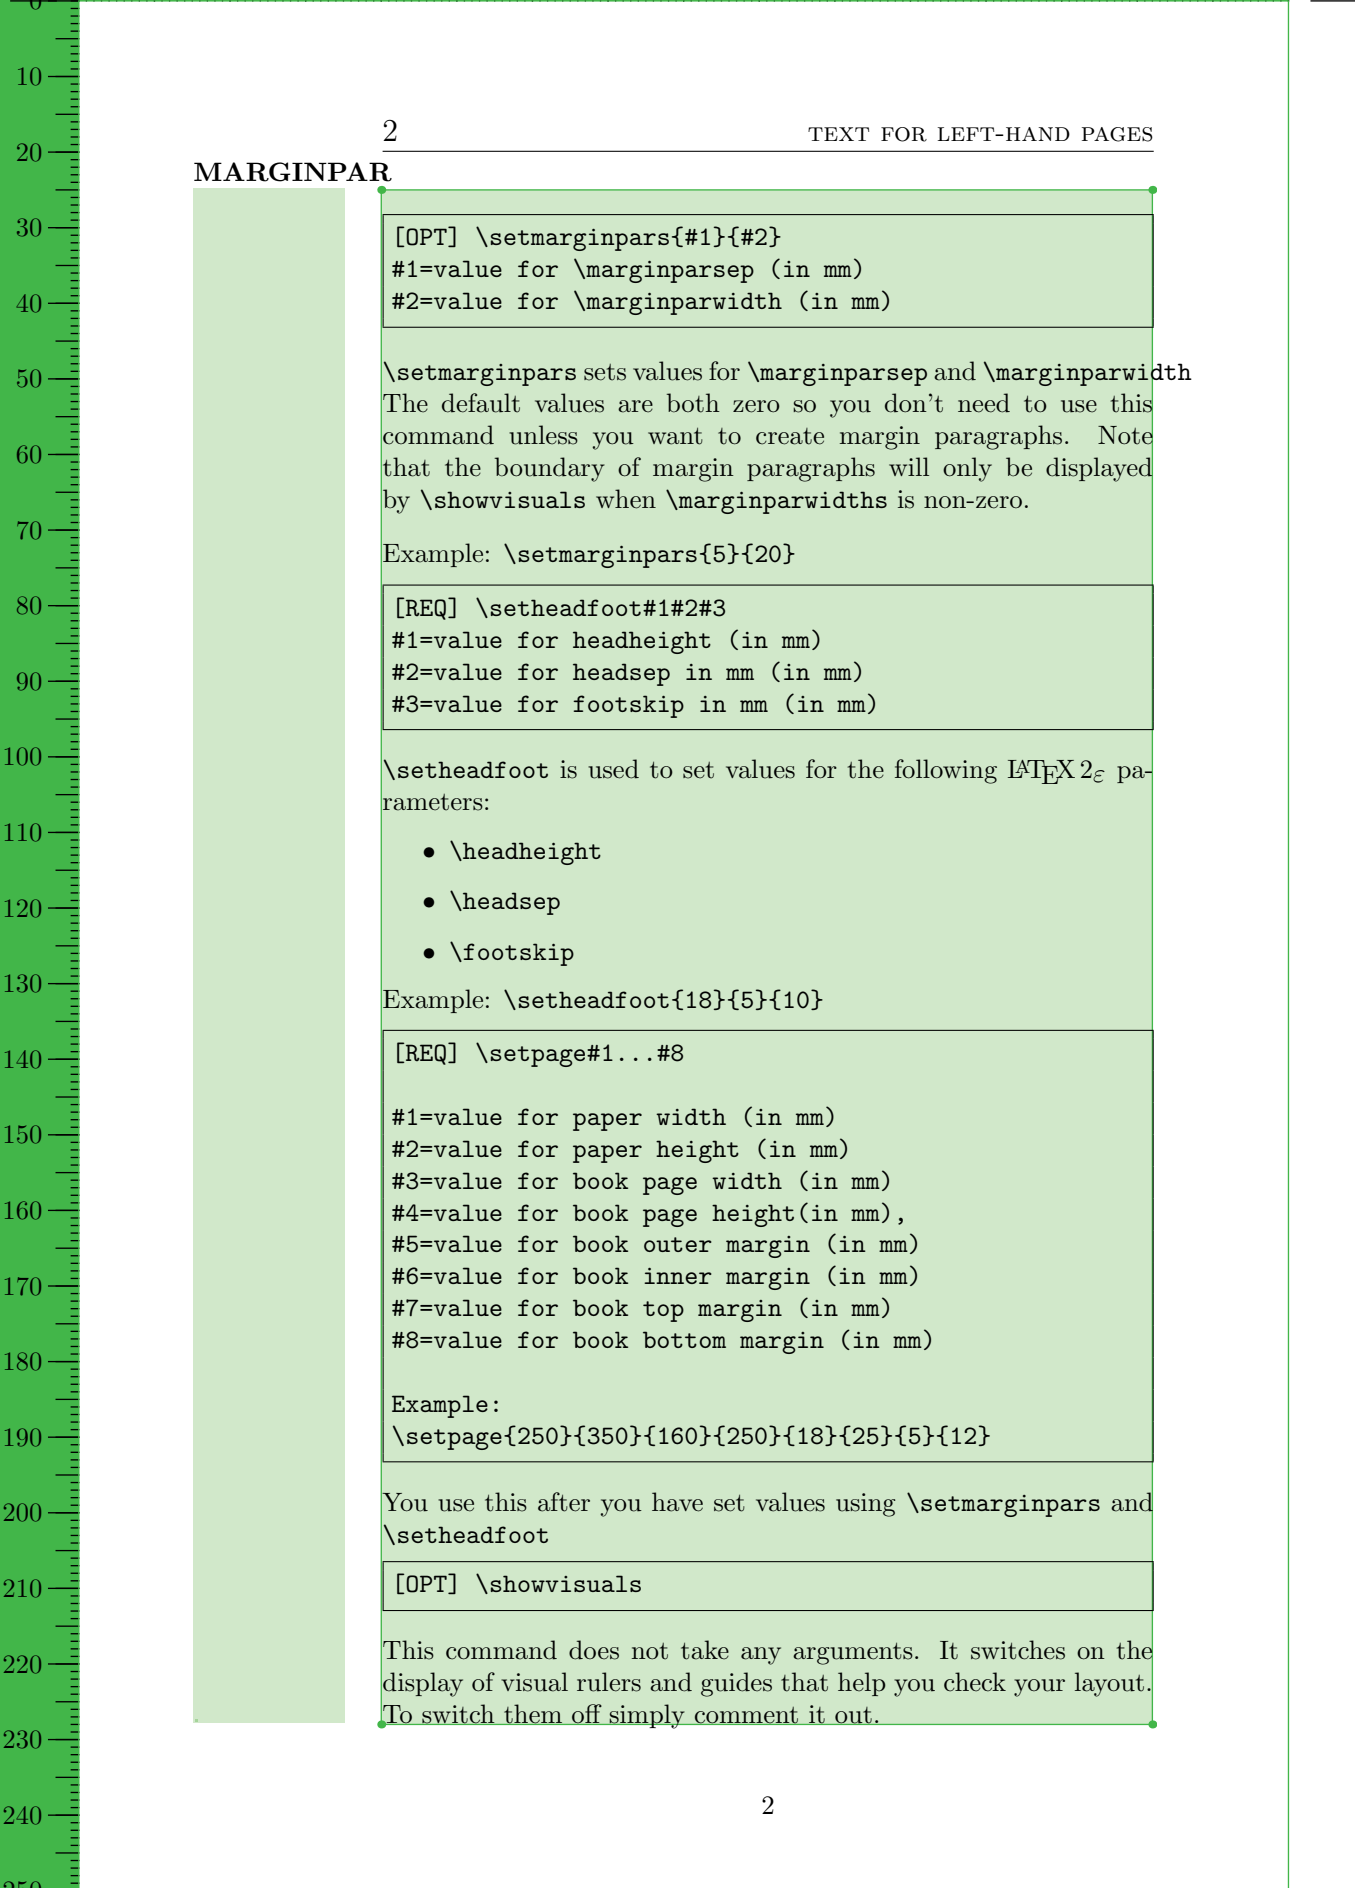 0
10
20
30
40
50
60
70
80
90
100
110
120
130
140
150
160
170
180
190
200
210
220
230
240
250
2 TEXT FOR LEFT-HAND PAGES
MARGINPAR
[OPT] \setmarginpars{#1}{#2}
#1=value for \marginparsep (in mm)
#2=value for \marginparwidth (in mm)
\setmarginpars sets values for \marginparsep and \marginparwidth
The default values are both zero so you don't need to use this
command unless you want to create margin paragraphs. Note
that the boundary of margin paragraphs will only be displayed
by \showvisuals when \marginparwidths is non-zero.
Example: \setmarginpars{5}{20}
[REQ] \setheadfoot#1#2#3
#1=value for headheight (in mm)
#2=value for headsep in mm (in mm)
#3=value for footskip in mm (in mm)
\setheadfoot is used to set values for the following LATEX 2ε pa-
rameters:
• \headheight
• \headsep
• \footskip
Example: \setheadfoot{18}{5}{10}
[REQ] \setpage#1...#8
#1=value for paper width (in mm)
#2=value for paper height (in mm)
#3=value for book page width (in mm)
#4=value for book page height(in mm),
#5=value for book outer margin (in mm)
#6=value for book inner margin (in mm)
#7=value for book top margin (in mm)
#8=value for book bottom margin (in mm)
Example:
\setpage{250}{350}{160}{250}{18}{25}{5}{12}
You use this after you have set values using \setmarginpars and
\setheadfoot
[OPT] \showvisuals
This command does not take any arguments. It switches on the
display of visual rulers and guides that help you check your layout.
To switch them off simply comment it out.
2